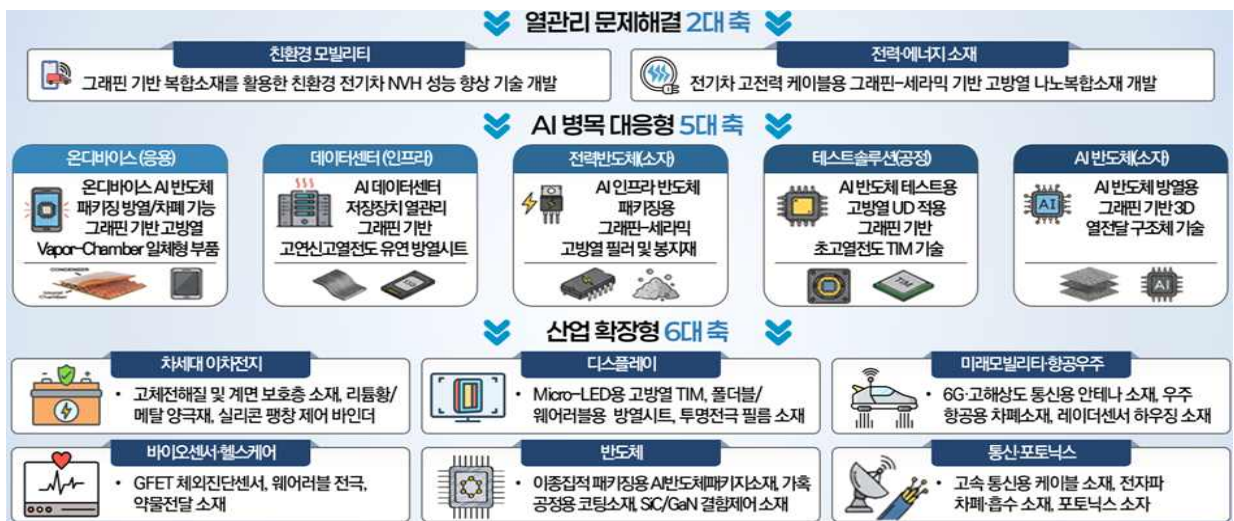 열관리 문제해결 2대 축
친환경 모빌리티
그래핀 기반 복합소재를 활용한 친환경 전기차 NVH 성능 향상 기술 개발
전력·에너지 소재
전기차 고전력 케이블용 그래핀-세라믹 기반 고방열 나노복합소재 개발
AI 병목 대응형 5대 축
온디바이스 (응용)
온디바이스 AI 반도체
패키징 방열/차폐 가능
그래핀 기반 고방열
Vapor-Chamber 일체형 부품
CONDENSER
데이터센터 (인프라)
AI 데이터센터
저장장치 열관리
그래핀 기반
고연신고열전도 유연 방열시트
전력반도체(소자)
AI 인프라 반도체
패키징용
그래핀-세라믹
고방열 필러 및 봉지재
테스트솔루션(공정)
AI 반도체 테스트용
고방열 UD 적용
그래핀 기반
초고열전도 TIM 기술
TIM
AI 반도체(소자)
AI
AI 반도체 방열용
그래핀 기반 3D
열전달 구조체 기술
AI
산업 확장형 6대 축
차세대 이차전지
고체전해질 및 계면 보호층 소재, 리튬황/
메탈 양극재, 실리콘 팽창 제어 바인더
디스플레이
Micro-LED용 고방열 TIM, 폴더블/
웨어러블용 방열시트, 투명전극 필름 소재
미래모빌리티·항공우주
6G·고해상도 통신용 안테나 소재, 우주
항공용 차폐소재, 레이더센서 하우징 소재
바이오센서·헬스케어
GFET 체외진단센서, 웨어러블 전극,
약물전달 소재
반도체
이종집적 패키징용 AI반도체패키지소재, 가혹
공정용 코팅소재, SiC/GaN 결함제어 소재
통신·포토닉스
고속 통신용 케이블 소재, 전자파
차폐·흡수 소재, 포토닉스 소자